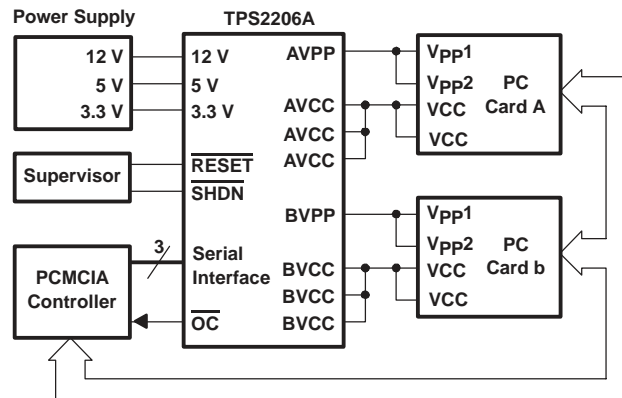 Power Supply
TPS2206A
12 V
5 V
3.3 V
12 V
5 V
3.3 V
AVPP
AVCC
AVCC
AVCC
VPP1
VPP2
VCC
VCC
PC
Card A
Supervisor
RESET
SHDN
BVPP
BVCC
BVCC
BVCC
VPP1
VPP2
VCC
VCC
PC
Card b
PCMCIA
Controller
3
Serial
Interface
OC